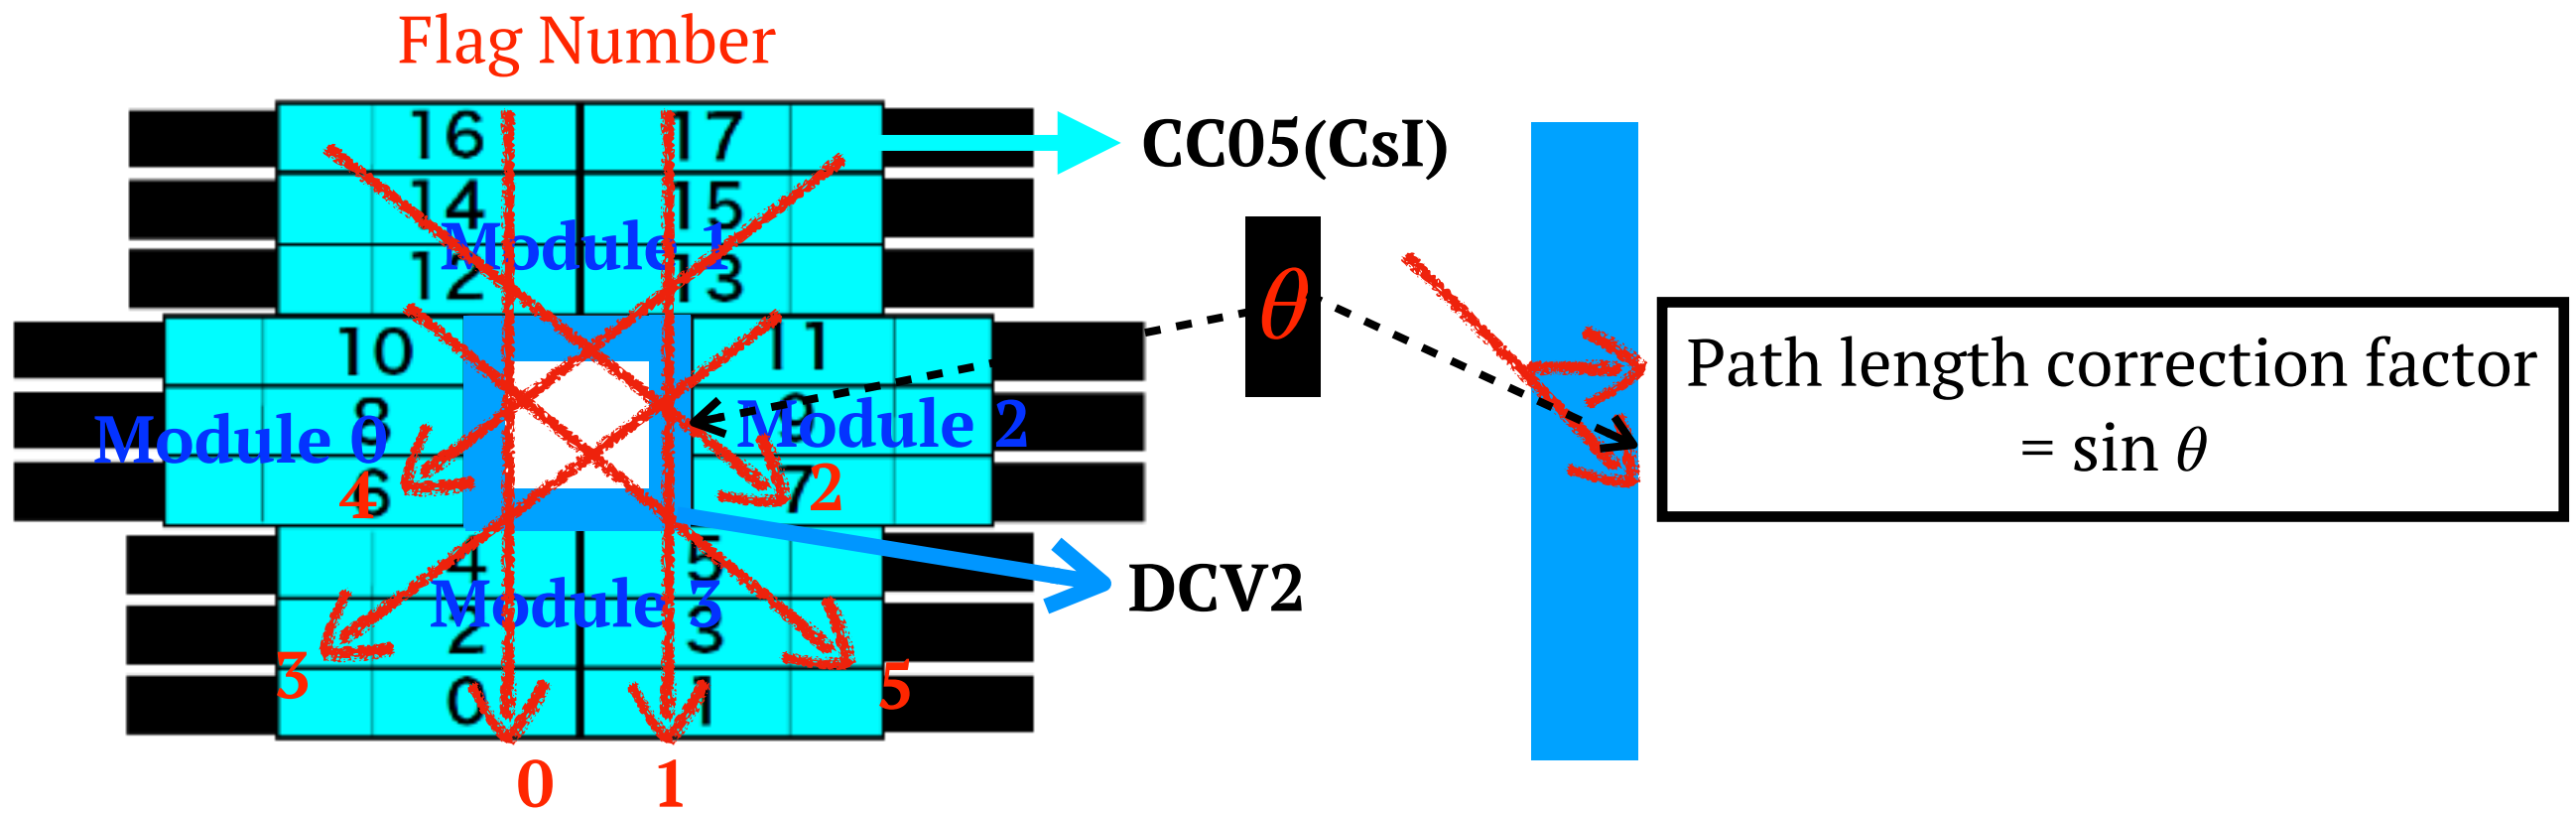 Flag Number
16 17
14 15
Module 1
12 13
10 11
8 9
Module 0 Module 2
6 7
4 2
4 5
Module 3
2 3
3 5
0 1
0 1
CC05(CsI)
θ
DCV2
Path length correction factor
= sin θ